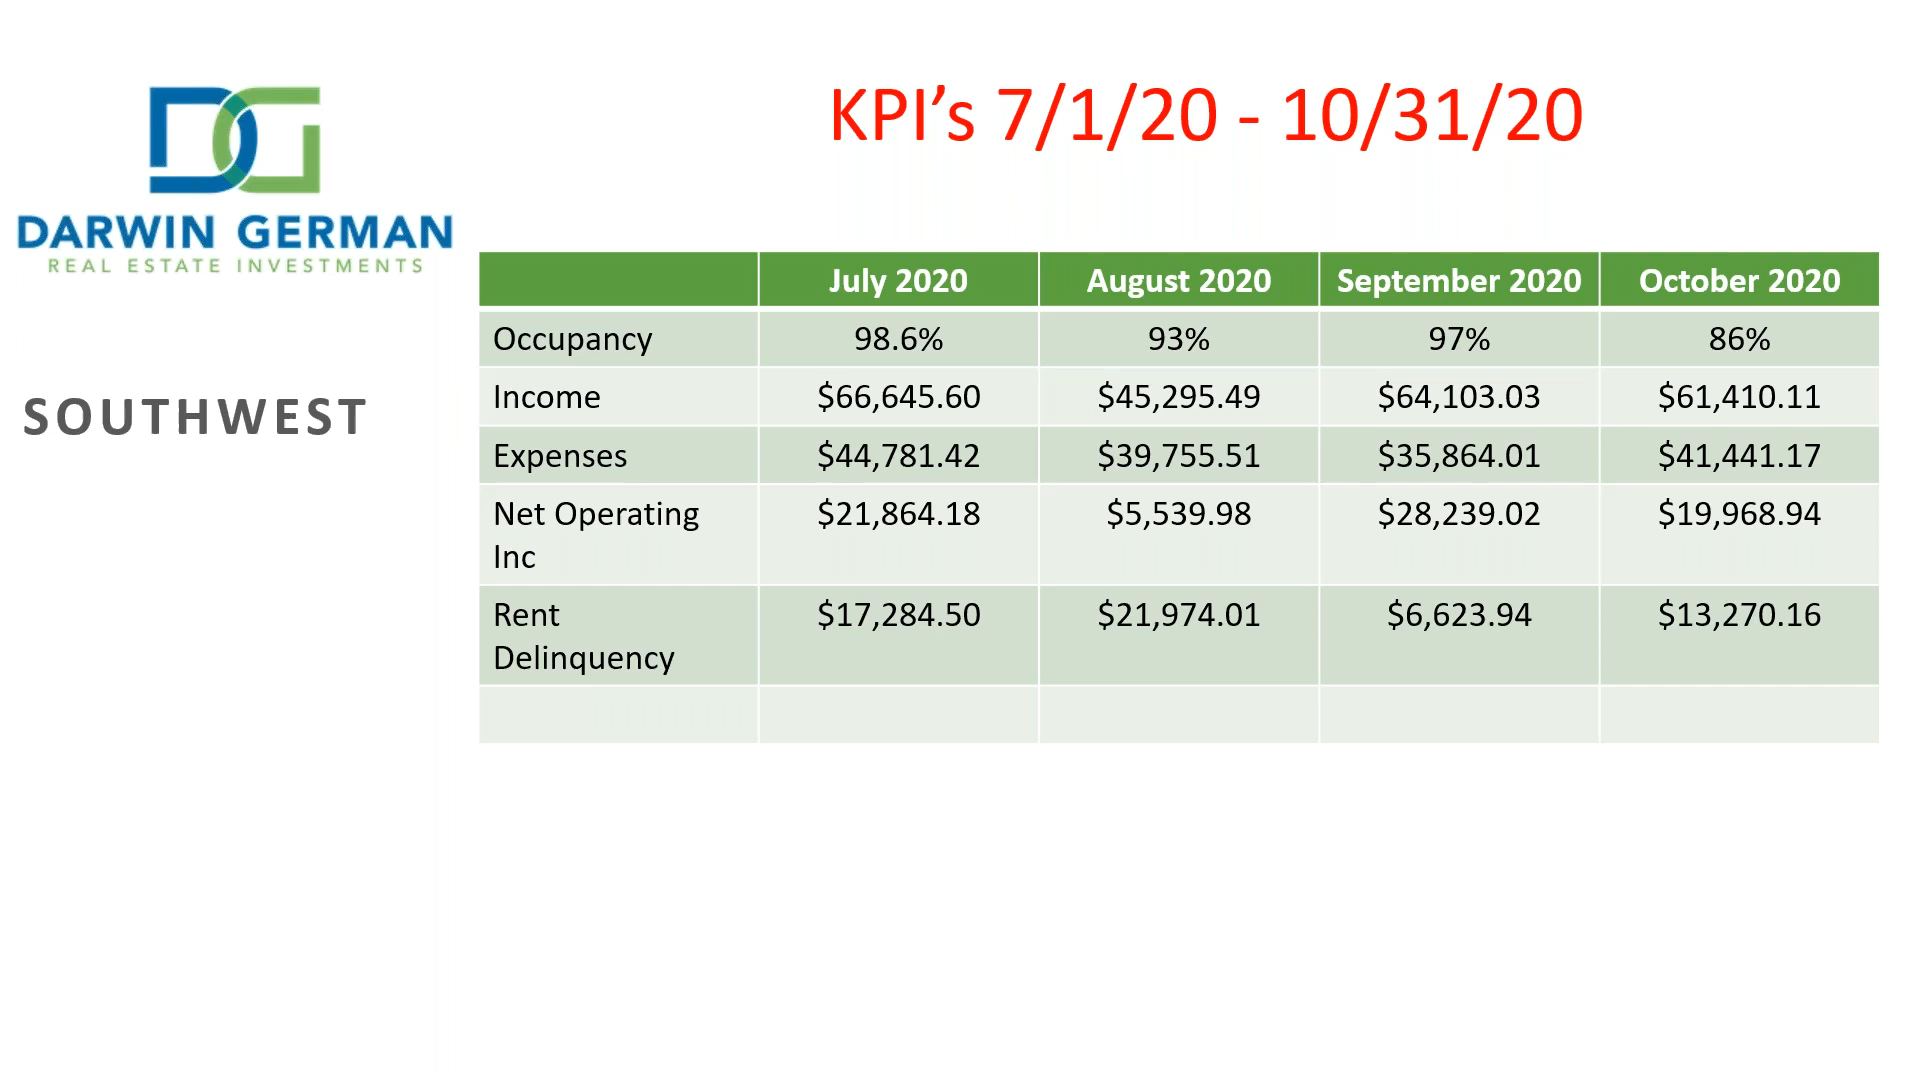 KPI’s 7/1/20 - 10/31/20
DG
DARWIN GERMAN
REAL ESTATE INVESTMENTS
SOUTHWEST
July 2020 August 2020 September 2020 October 2020
Occupancy 98.6% 93% 97% 86%
Income $66,645.60 $45,295.49 $64,103.03 $61,410.11
Expenses $44,781.42 $39,755.51 $35,864.01 $41,441.17
Net Operating $21,864.18 $5,539.98 $28,239.02 $19,968.94
Inc
Rent $17,284.50 $21,974.01 $6,623.94 $13,270.16
Delinquency